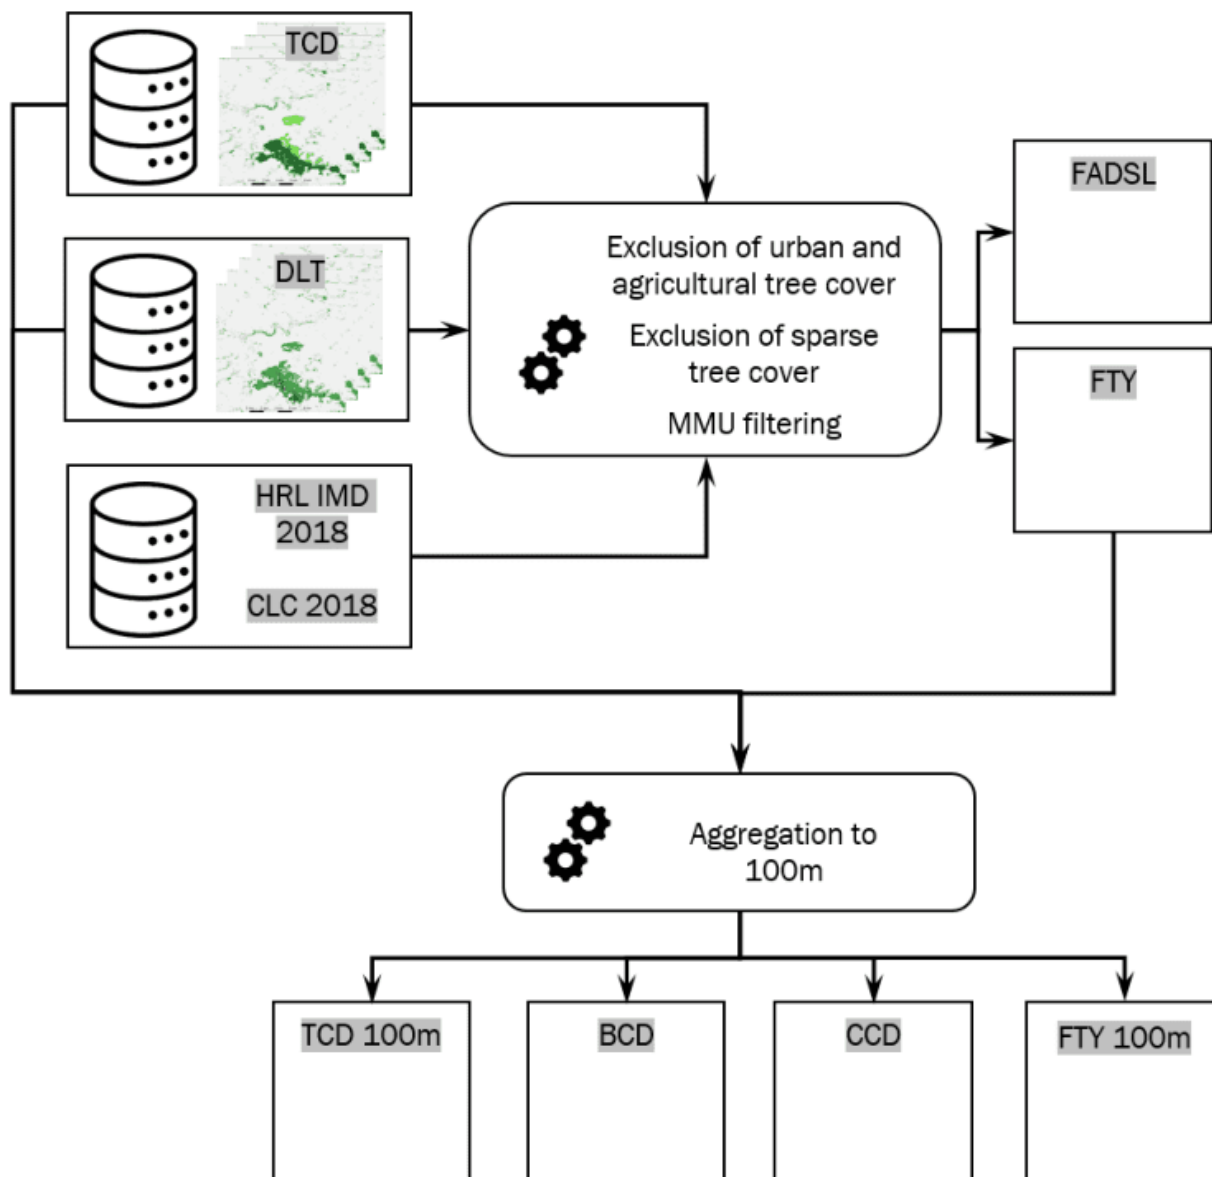 TCD
DLT
HRL IMD
2018
CLC 2018
Exclusion of urban and
agricultural tree cover
Exclusion of sparse
tree cover
MMU filtering
FADSL
FTY
Aggregation to
100m
TCD 100m
BCD
CCD
FTY 100m